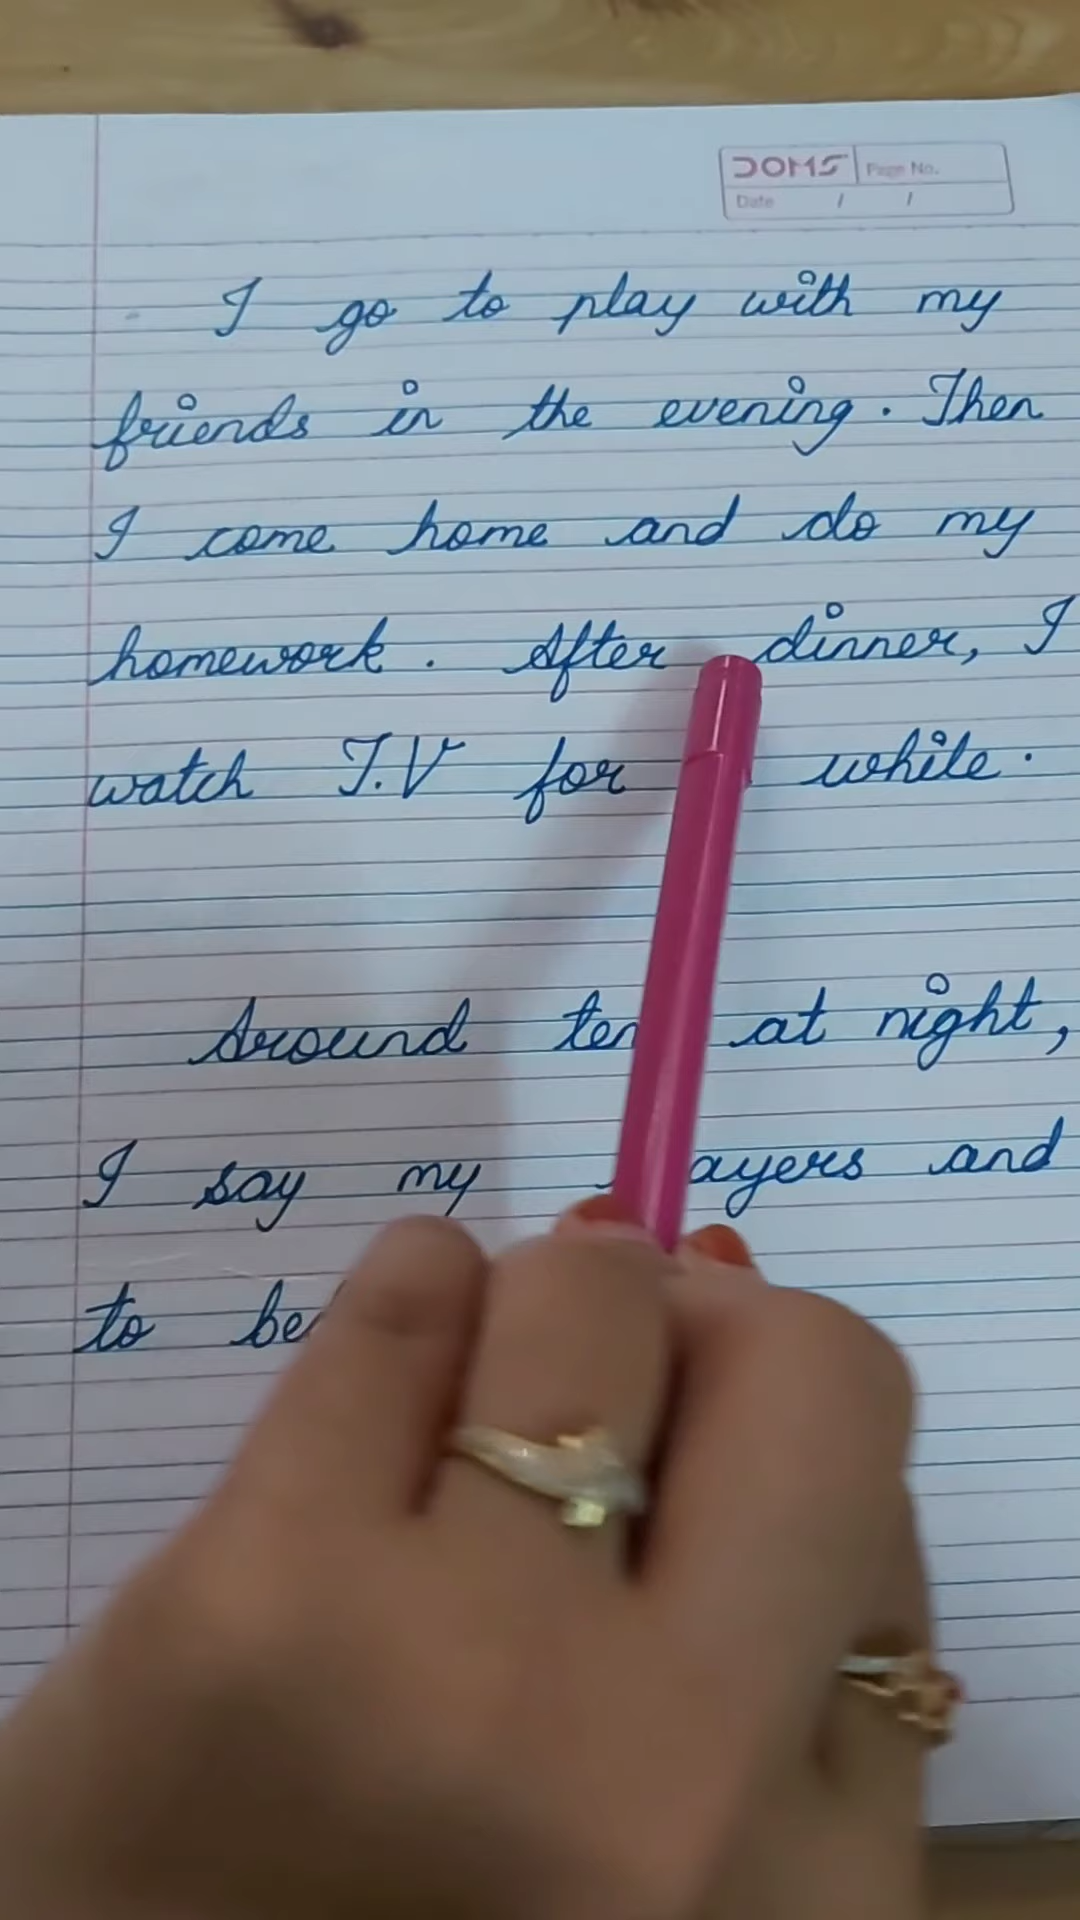 DOMS Page No.
Date / /
I go to play with my
friends in the evening. Then
I come home and do my
homework. After dinner, I
watch T.V for while.
Around ten at night,
I say my and
to